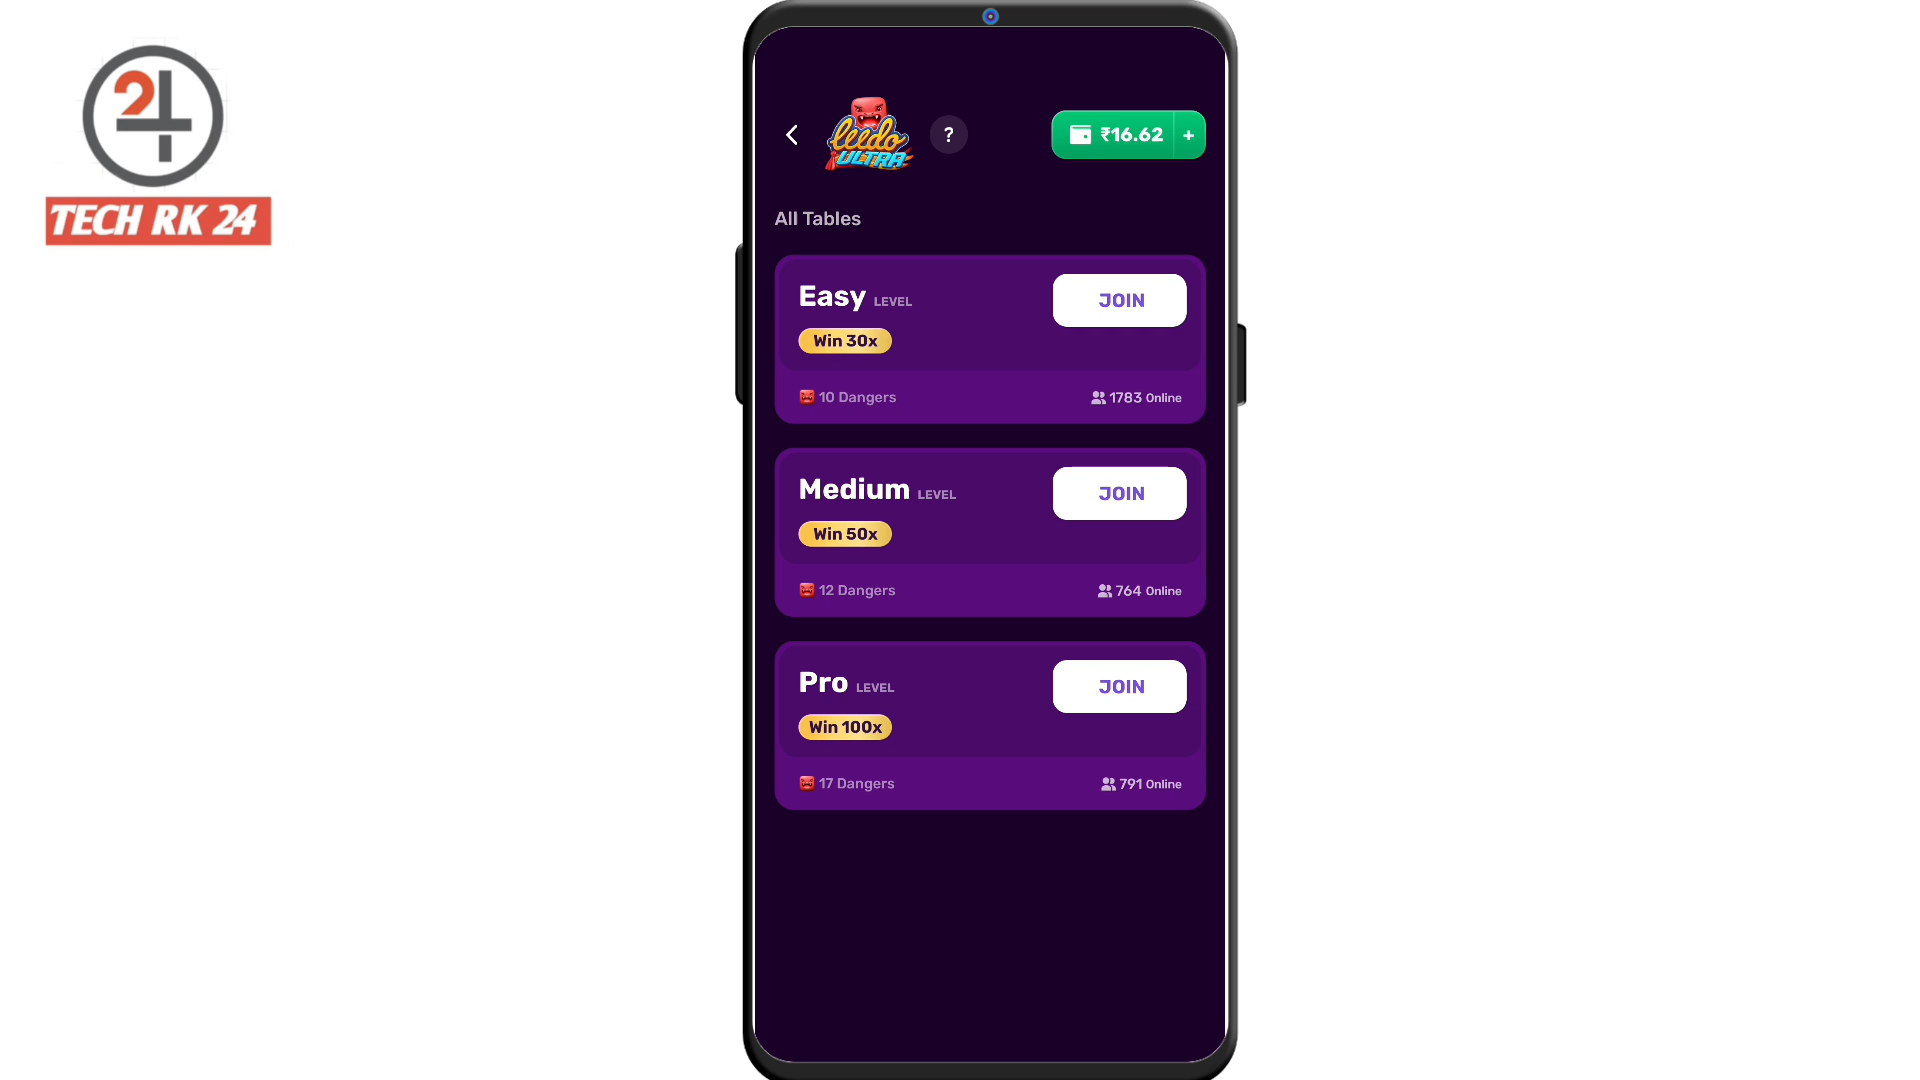 24
TECH RK 24
leedo
ULTRA
?
₹16.62 +
All Tables
Easy LEVEL
JOIN
Win 30x
10 Dangers
1783 Online
Medium LEVEL
JOIN
Win 50x
12 Dangers
764 Online
Pro LEVEL
JOIN
Win 100x
17 Dangers
791 Online